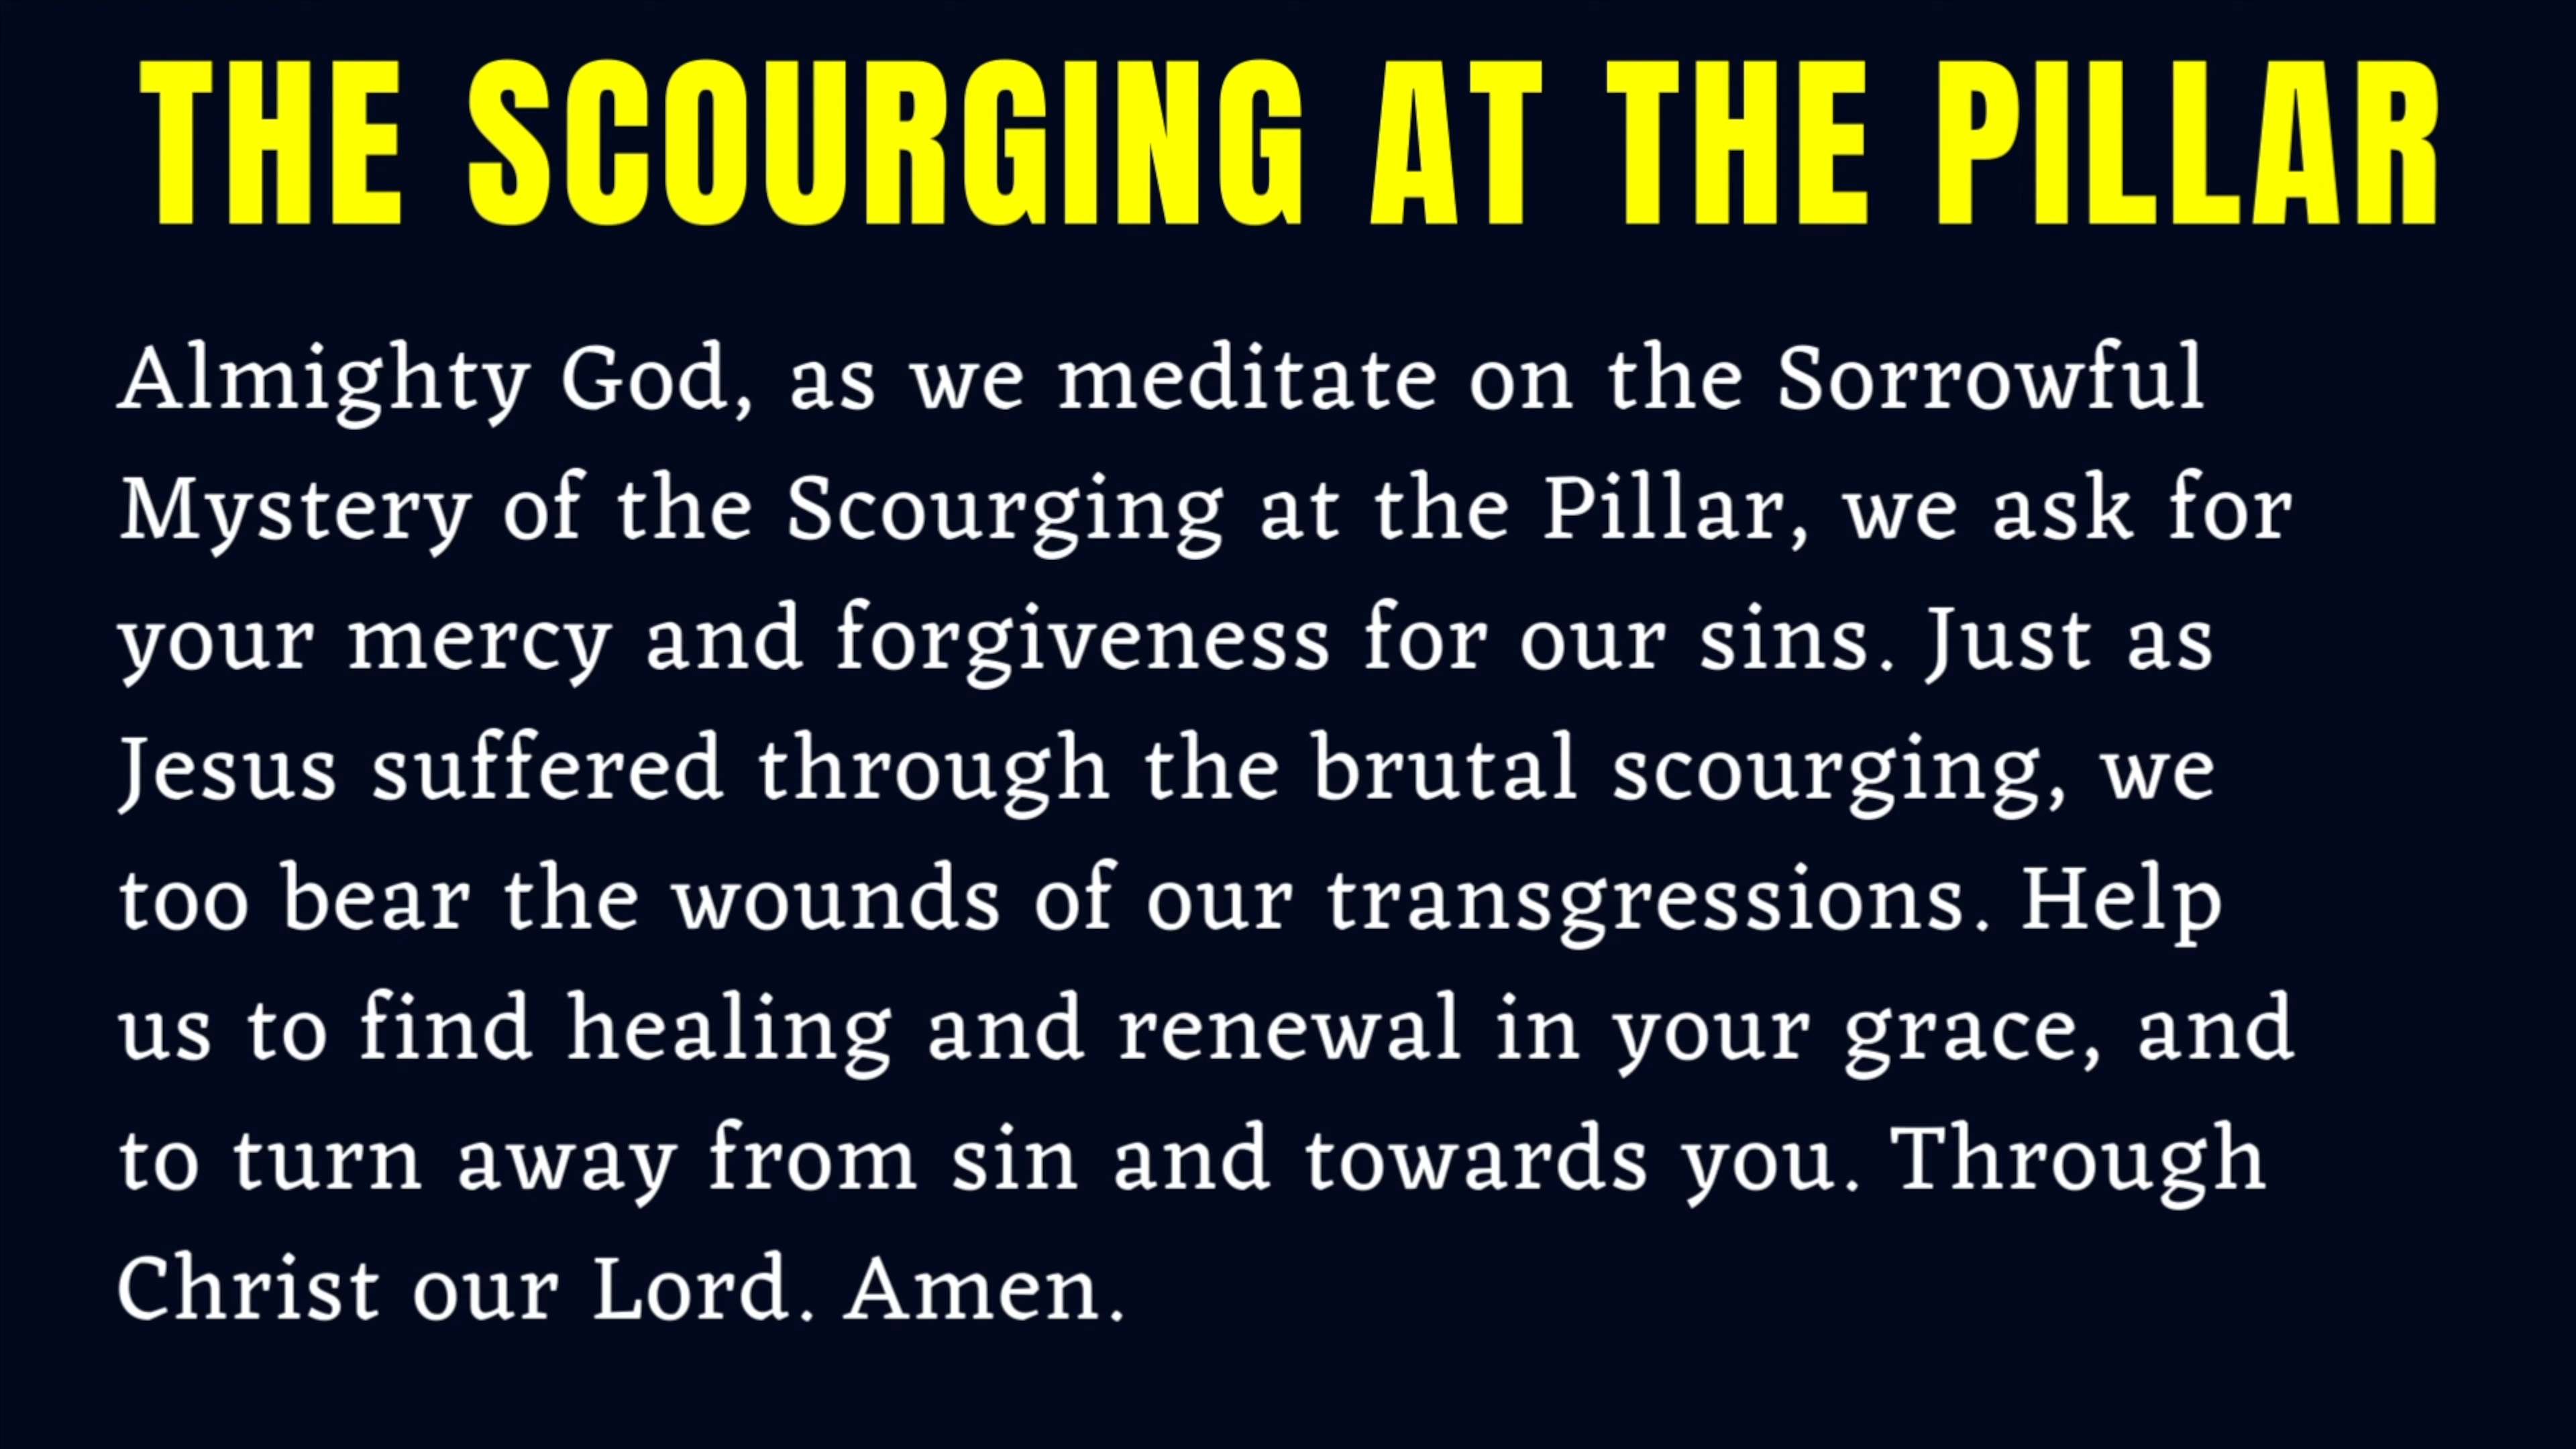 THE SCOURGING AT THE PILLAR
Almighty God, as we meditate on the Sorrowful
Mystery of the Scourging at the Pillar, we ask for
your mercy and forgiveness for our sins. Just as
Jesus suffered through the brutal scourging, we
too bear the wounds of our transgressions. Help
us to find healing and renewal in your grace, and
to turn away from sin and towards you. Through
Christ our Lord. Amen.